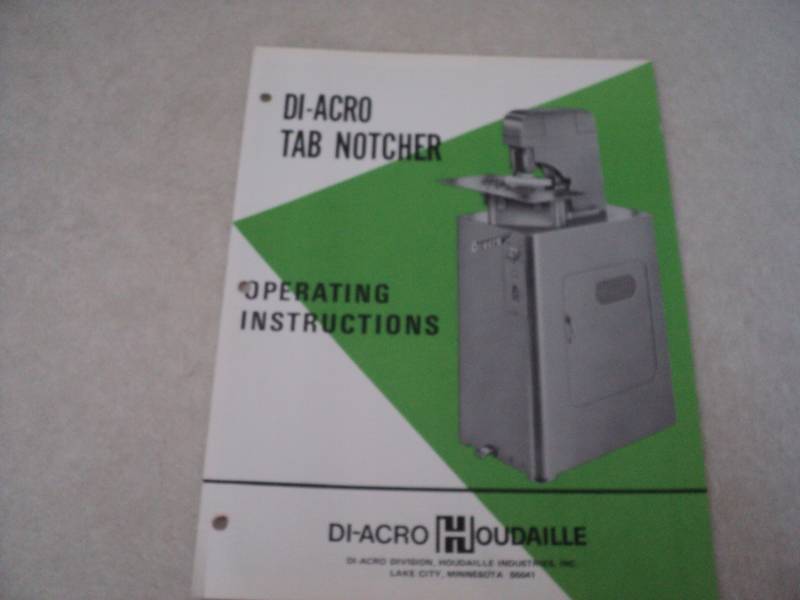 DI-ACRO
TAB NOTCHER
OPERATING
INSTRUCTIONS
DI-ACRO HOUDAILLE
DI-ACRO DIVISION, HOUDAILLE INDUSTRIES, INC.
LAKE CITY, MINNESOTA 55041